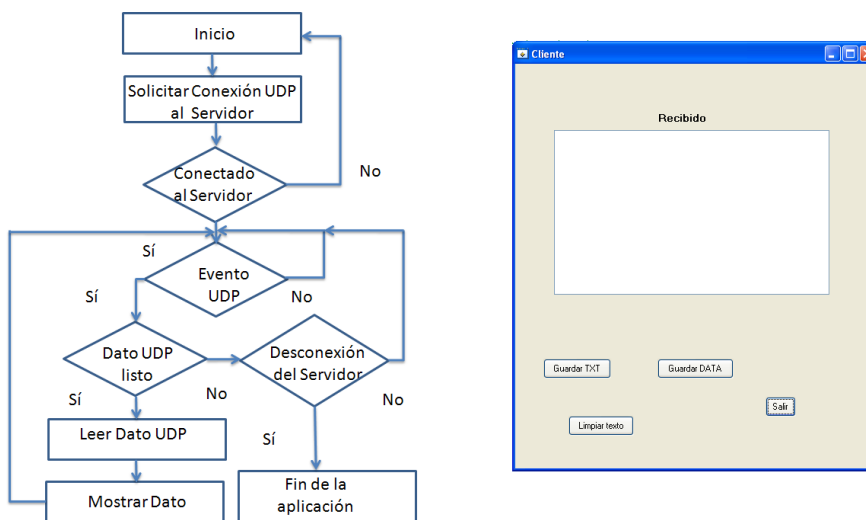 Inicio
Solicitar Conexión UDP
al Servidor
Conectado
al Servidor
No
Sí
Evento
UDP
Sí
No
Dato UDP
listo
Desconexión
del Servidor
Sí
No
No
Leer Dato UDP
Sí
Mostrar Dato
Fin de la
aplicación
Cliente
Recibido
Guardar TXT
Guardar DATA
Salir
Limpiar texto